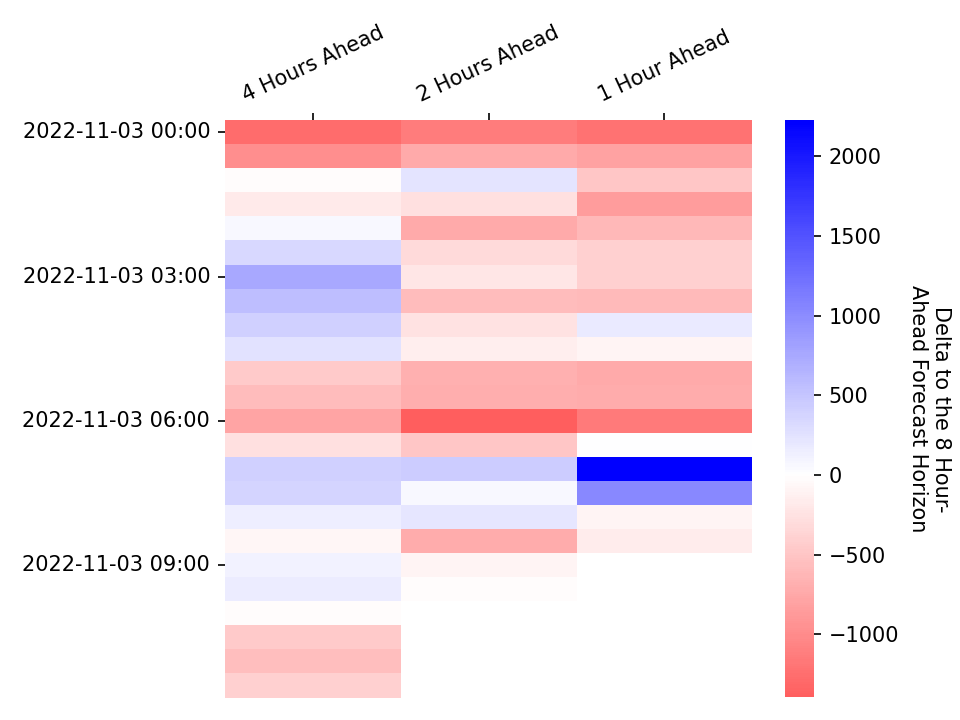 4 Hours Ahead
2 Hours Ahead
1 Hour Ahead
2022-11-03 00:00
2022-11-03 03:00
2022-11-03 06:00
2022-11-03 09:00
2000
1500
1000
500
0
−500
−1000
Delta to the 8 Hour-
Ahead Forecast Horizon